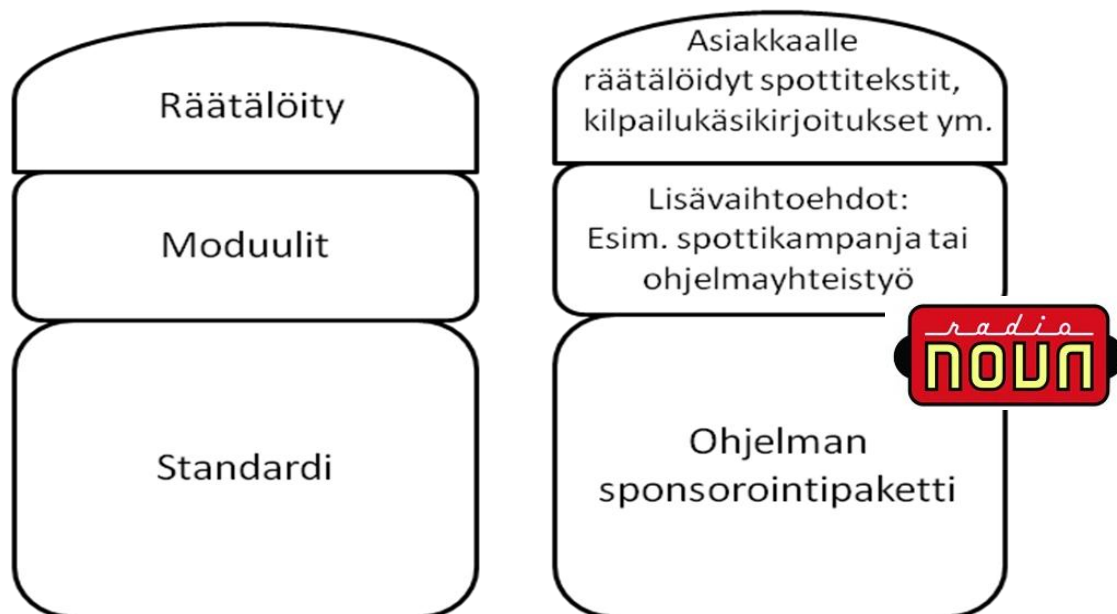 Räätälöity
Moduulit
Standardi
Asiakkaalle
räätälöidyt spottitekstit,
kilpailukäsikirjoitukset ym.
Lisävaihtoehdot:
Esim. spottikampanja tai
ohjelmayhteistyö
radio
nova
Ohjelman
sponsorointipaketti